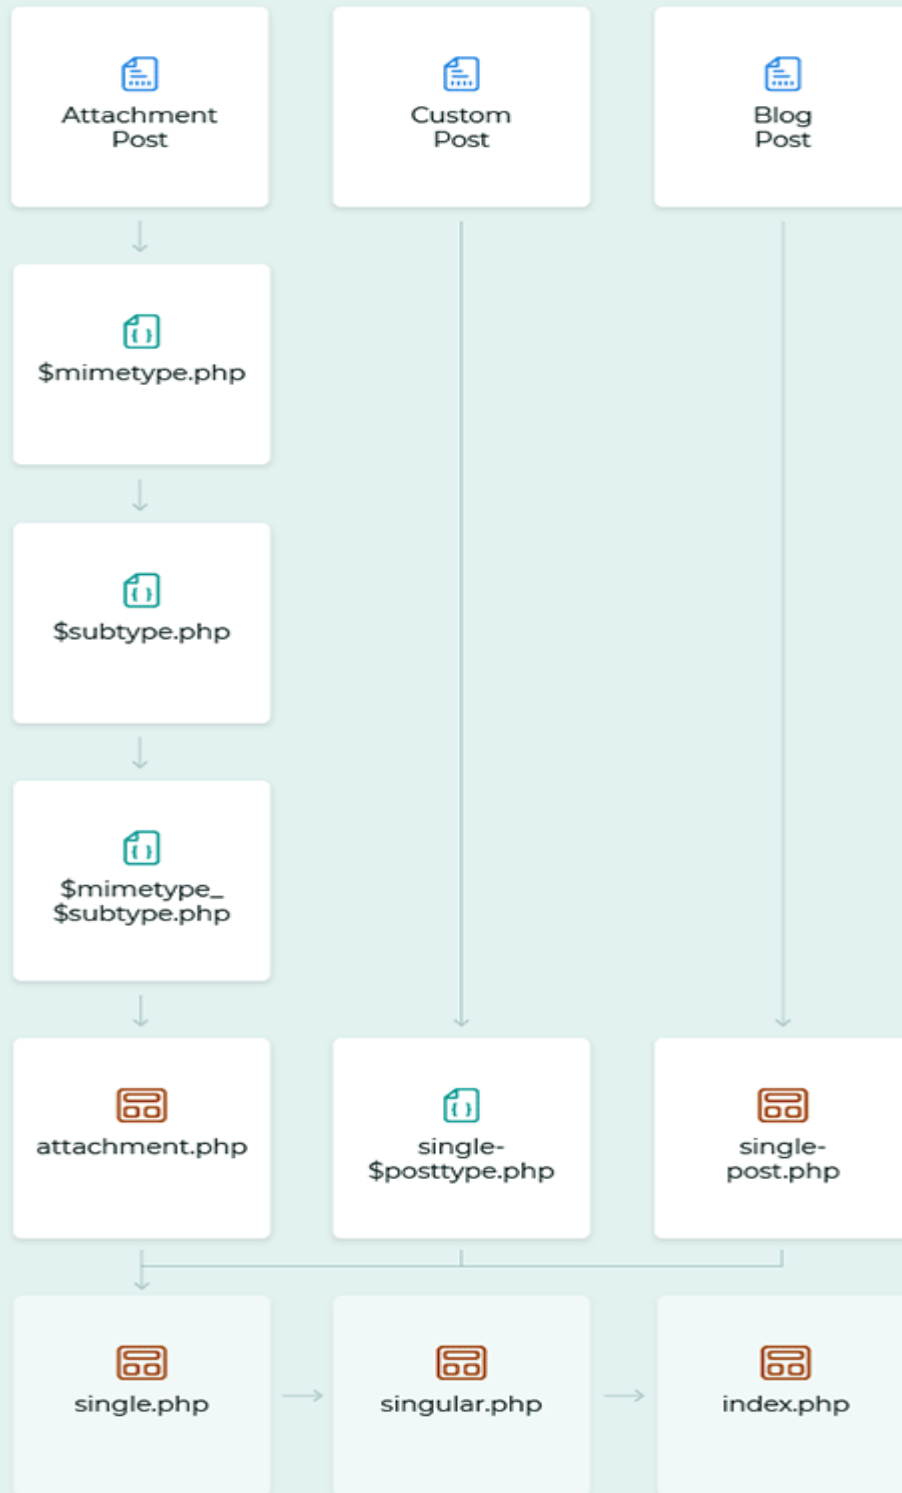 Attachment
Post
Custom
Post
Blog
Post
$mimetype.php
$subtype.php
$mimetype_
$subtype.php
attachment.php
single-
$posttype.php
single-
post.php
single.php
singular.php
index.php